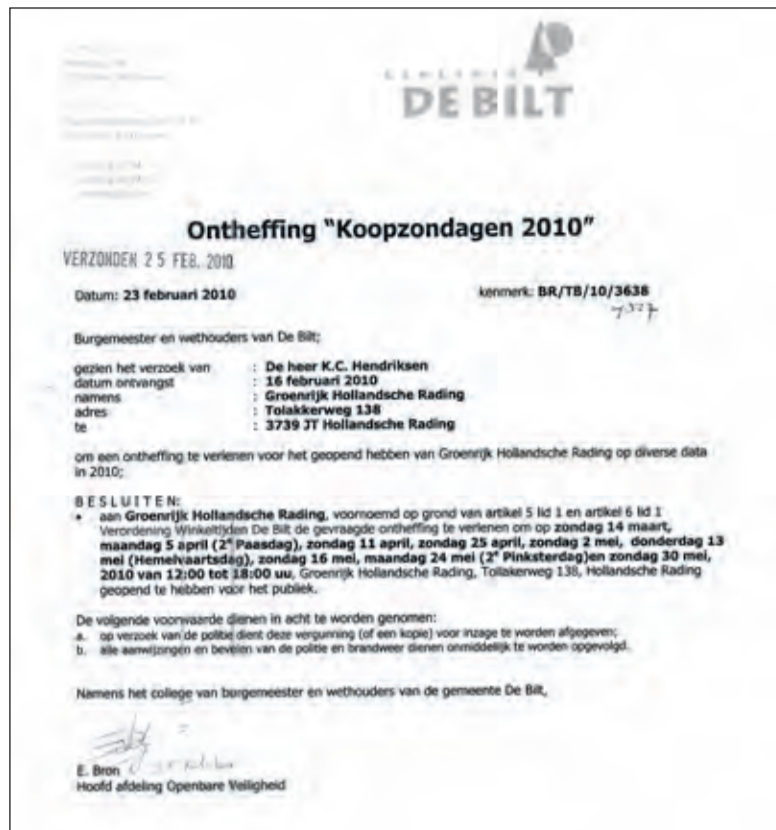 GEMEENTE
DE BILT
Ontheffing "Koopzondagen 2010"
VERZONDEN 25 FEB. 2010
Datum: 23 februari 2010 kenmerk: BR/TB/10/3638
Burgemeester en wethouders van De Bilt;
gezien het verzoek van : De heer K.C. Hendriksen
datum ontvangst : 16 februari 2010
namens : Groenrijk Hollandsche Rading
adres : Tolakkerweg 138
te : 3739 JT Hollandsche Rading
om een ontheffing te verlenen voor het geopend hebben van Groenrijk Hollandsche Rading op diverse data
in 2010;
B E S L U I T E N:
• aan Groenrijk Hollandsche Rading, voornoemd op grond van artikel 5 lid 1 en artikel 6 lid 1
Verordening Winkeltijden De Bilt de gevraagde ontheffing te verlenen om op zondag 14 maart,
maandag 5 april (2e Paasdag), zondag 11 april, zondag 25 april, zondag 2 mei, donderdag 13
mei (Hemelvaartsdag), zondag 16 mei, maandag 24 mei (2e Pinksterdag)en zondag 30 mei,
2010 van 12:00 tot 18:00 uu, Groenrijk Hollandsche Rading, Tollakerweg 138, Hollandsche Rading
geopend te hebben voor het publiek.
De volgende voorwaarde dienen in acht te worden genomen:
a. op verzoek van de politie dient deze vergunning (of een kopie) voor inzage te worden afgegeven;
b. alle aanwijzingen en bevelen van de politie en brandweer dienen onmiddelijk te worden opgevolgd.
Namens het college van burgemeester en wethouders van de gemeente De Bilt,
E. Bron
Hoofd afdeling Openbare Veiligheid